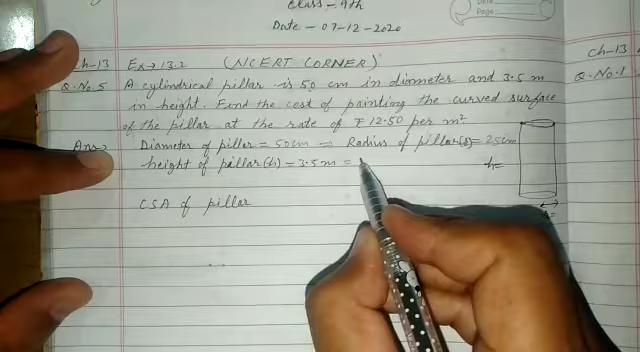 Class - 9th
Date
Page
Date - 07-12-2020
Ch-13 Ex → 13.2 (NCERT CORNER)
Ch-13
Q.No.5 A cylindrical pillar is 50 cm in diameter and 3.5 m
Q.No.1
in height. Find the cost of painting the curved surface
of the pillar at the rate of ₹ 12.50 per m²
Ans→ Diameter of pillar = 50cm ⇒ Radius of pillar(r) = 25cm
height of pillar(h) = 3.5m =
h=
r=
CSA of pillar